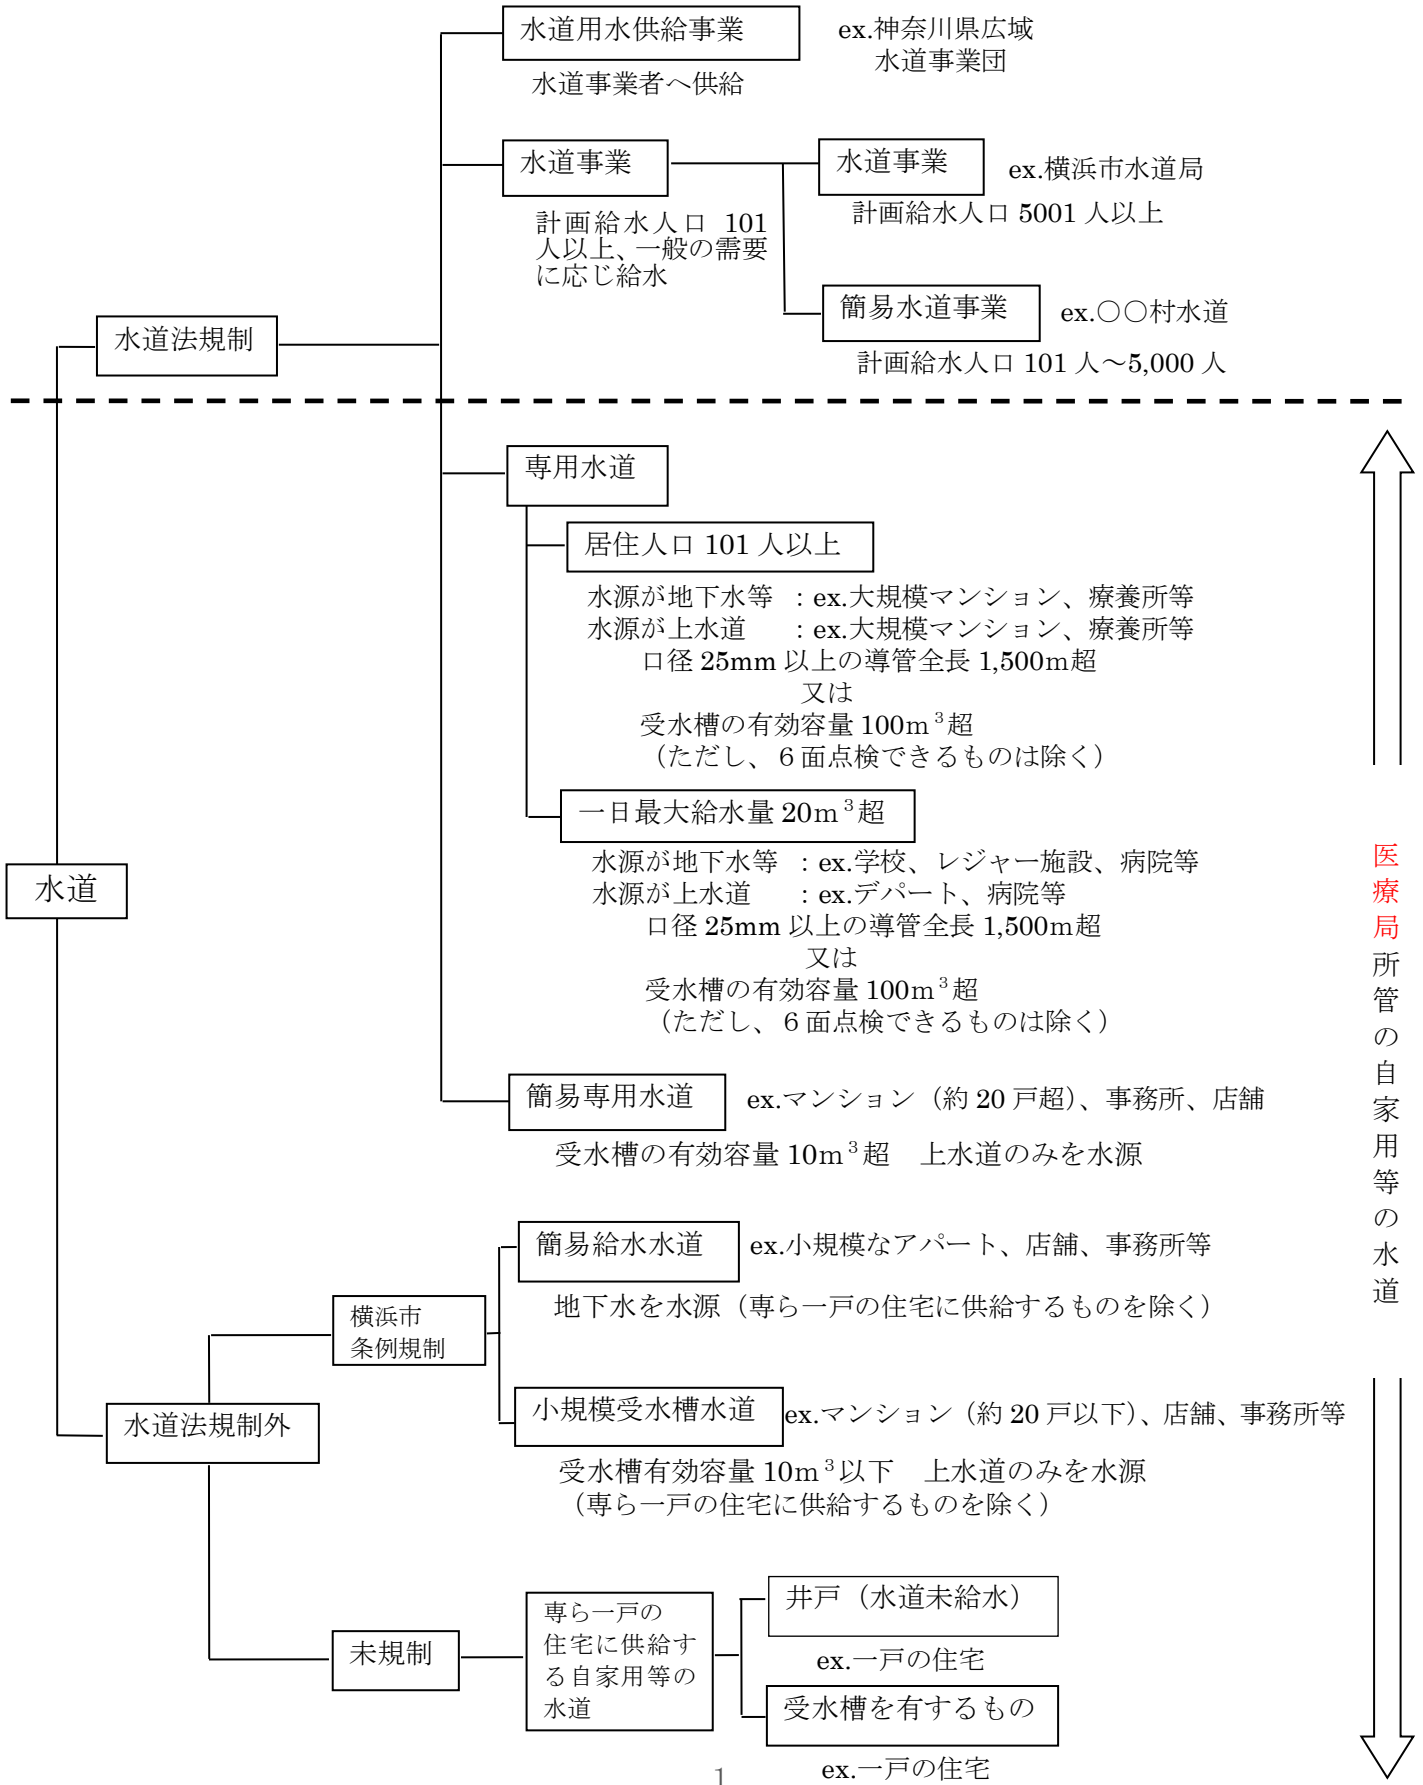 水道用水供給事業
ex.神奈川県広域
水道事業団
水道事業者へ供給
水道事業
水道事業
ex.横浜市水道局
計画給水人口 5001 人以上
計画給水人口 101
人以上、一般の需要
に応じ給水
簡易水道事業
ex.〇〇村水道
計画給水人口 101 人～5,000 人
水道法規制
専用水道
居住人口 101 人以上
水源が地下水等 : ex.大規模マンション、療養所等
水源が上水道 : ex.大規模マンション、療養所等
口径 25mm 以上の導管全長 1,500m超
又は
受水槽の有効容量 100m³超
（ただし、６面点検できるものは除く）
一日最大給水量 20m³超
水源が地下水等 : ex.学校、レジャー施設、病院等
水源が上水道 : ex.デパート、病院等
口径 25mm 以上の導管全長 1,500m超
又は
受水槽の有効容量 100m³超
（ただし、６面点検できるものは除く）
水道
医療局所管の自家用等の水道
簡易専用水道
ex.マンション（約 20 戸超）、事務所、店舗
受水槽の有効容量 10m³超　上水道のみを水源
簡易給水水道
ex.小規模なアパート、店舗、事務所等
地下水を水源（専ら一戸の住宅に供給するものを除く）
横浜市
条例規制
小規模受水槽水道
ex.マンション（約 20 戸以下）、店舗、事務所等
受水槽有効容量 10m³以下　上水道のみを水源
（専ら一戸の住宅に供給するものを除く）
水道法規制外
未規制
専ら一戸の
住宅に供給す
る自家用等の
水道
井戸（水道未給水）
ex.一戸の住宅
受水槽を有するもの
ex.一戸の住宅
1